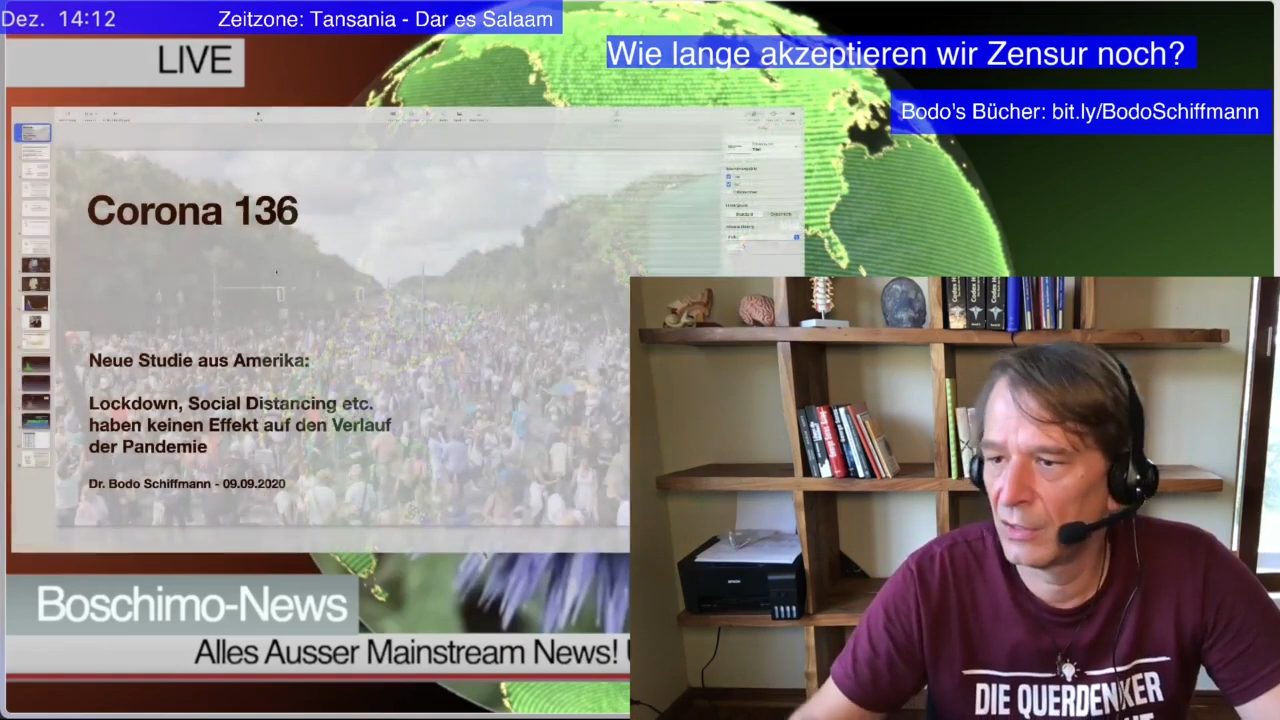 Dez. 14:12
Zeitzone: Tansania - Dar es Salaam
LIVE
Wie lange akzeptieren wir Zensur noch?
Bodo's Bücher: bit.ly/BodoSchiffmann
Corona 136
Neue Studie aus Amerika:
Lockdown, Social Distancing etc.
haben keinen Effekt auf den Verlauf
der Pandemie
Dr. Bodo Schiffmann - 09.09.2020
EPSON
Boschimo-News
Alles Ausser Mainstream News!
DIE QUERDENKER